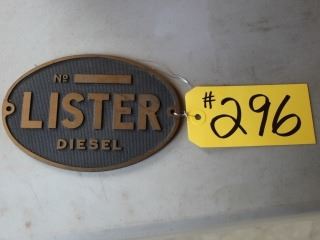 Nº
LISTER
DIESEL
#296